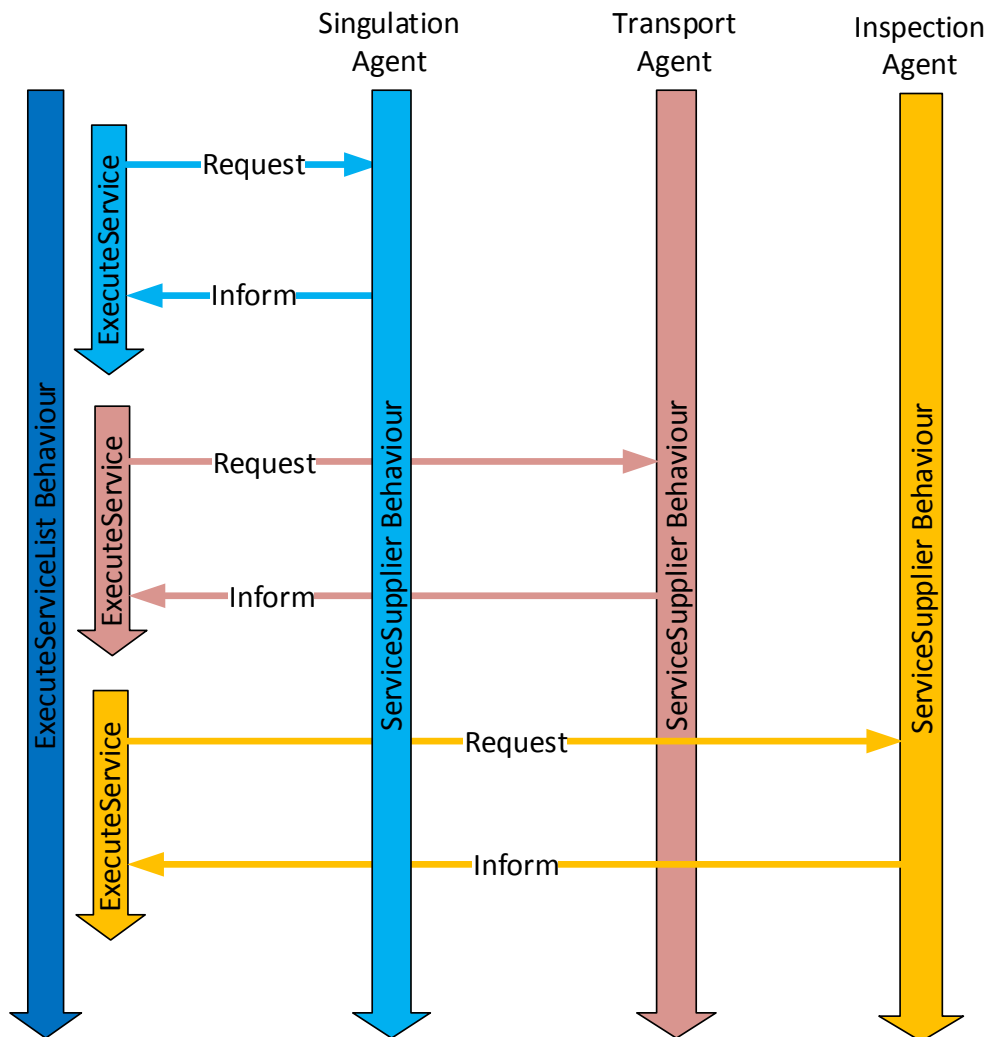 Singulation
Agent
Transport
Agent
Inspection
Agent
ExecuteServiceList Behaviour
ExecuteService
Request
Inform
ServiceSupplier Behaviour
ExecuteService
Request
Inform
ServiceSupplier Behaviour
ExecuteService
Request
Inform
ServiceSupplier Behaviour